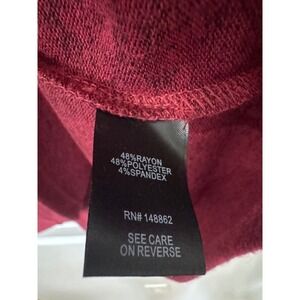 48%RAYON
48%POLYESTER
4%SPANDEX
RN# 148862
SEE CARE
ON REVERSE